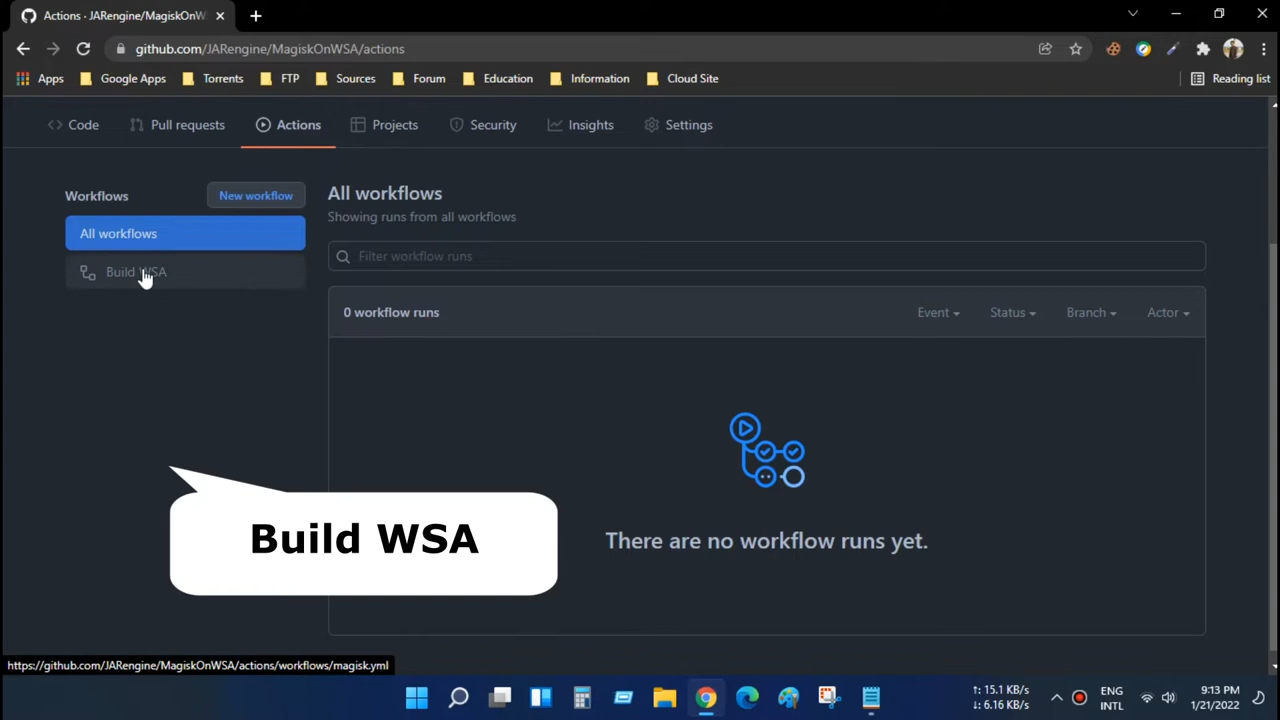 Actions · JARengine/MagiskOnWS
github.com/JARengine/MagiskOnWSA/actions
Apps
Google Apps
Torrents
FTP
Sources
Forum
Education
Information
Cloud Site
Reading list
Code
Pull requests
Actions
Projects
Security
Insights
Settings
Workflows
New workflow
All workflows
Build WSA
All workflows
Showing runs from all workflows
Filter workflow runs
0 workflow runs
Event
Status
Branch
Actor
There are no workflow runs yet.
Build WSA
https://github.com/JARengine/MagiskOnWSA/actions/workflows/magisk.yml
↑: 15.1 KB/s
↓: 6.16 KB/s
ENG
INTL
9:13 PM
1/21/2022